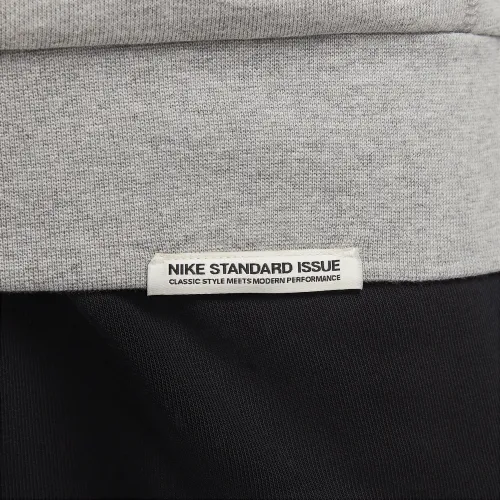 NIKE STANDARD ISSUE
CLASSIC STYLE MEETS MODERN PERFORMANCE